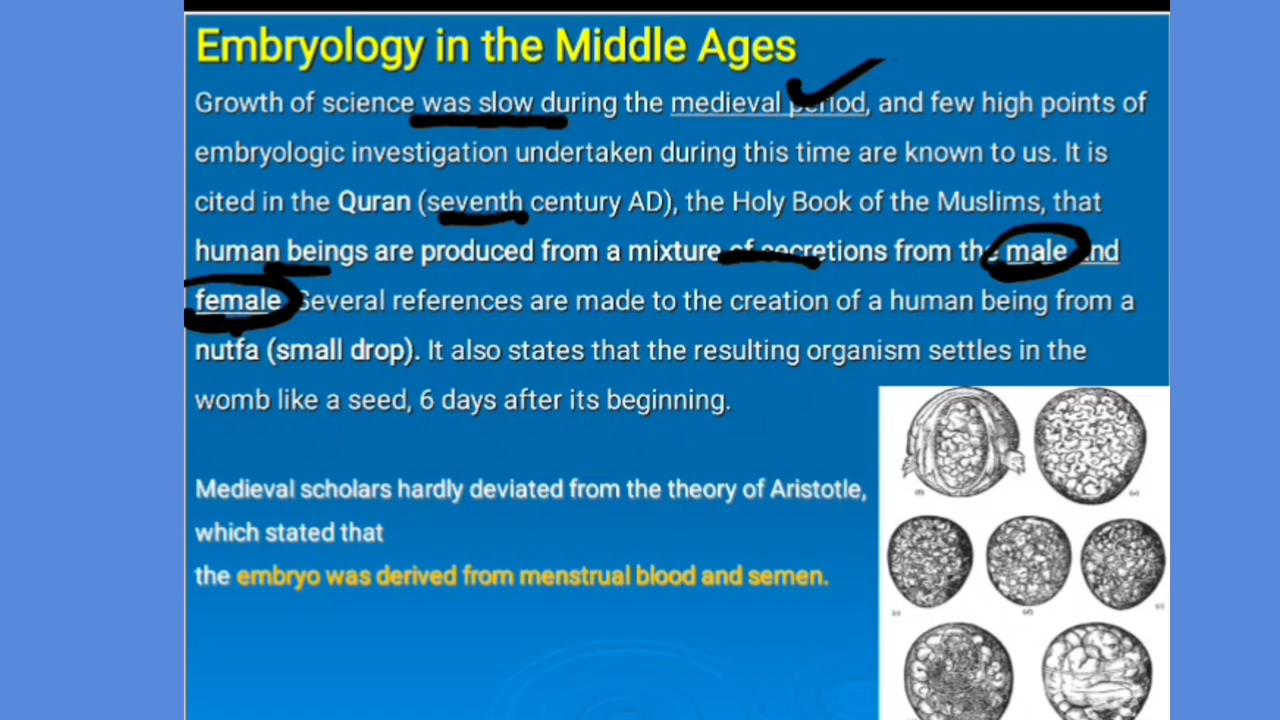 Embryology in the Middle Ages
Growth of science was slow during the medieval period, and few high points of
embryologic investigation undertaken during this time are known to us. It is
cited in the Quran (seventh century AD), the Holy Book of the Muslims, that
human beings are produced from a mixture of secretions from the male and
female Several references are made to the creation of a human being from a
nutfa (small drop). It also states that the resulting organism settles in the
womb like a seed, 6 days after its beginning.
Medieval scholars hardly deviated from the theory of Aristotle,
which stated that
the embryo was derived from menstrual blood and semen.